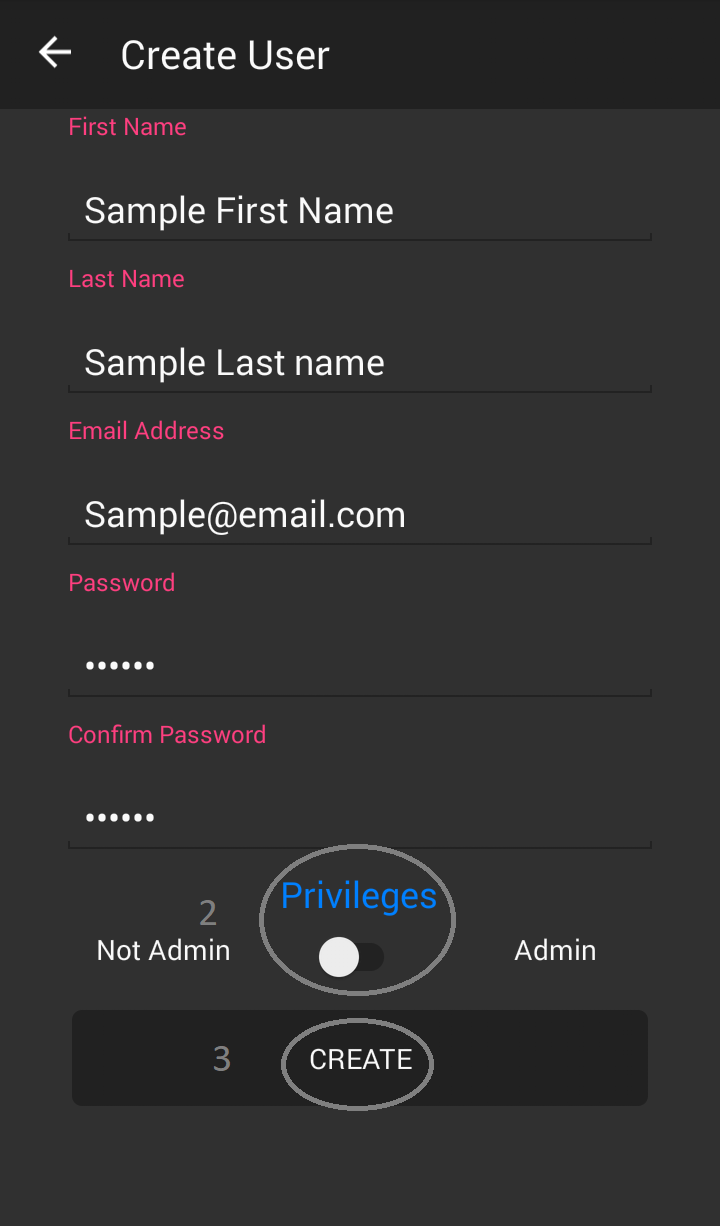 Create User
First Name
Sample First Name
Last Name
Sample Last name
Email Address
Sample@email.com
Password
••••••
Confirm Password
••••••
2 Privileges
Not Admin Admin
3 CREATE